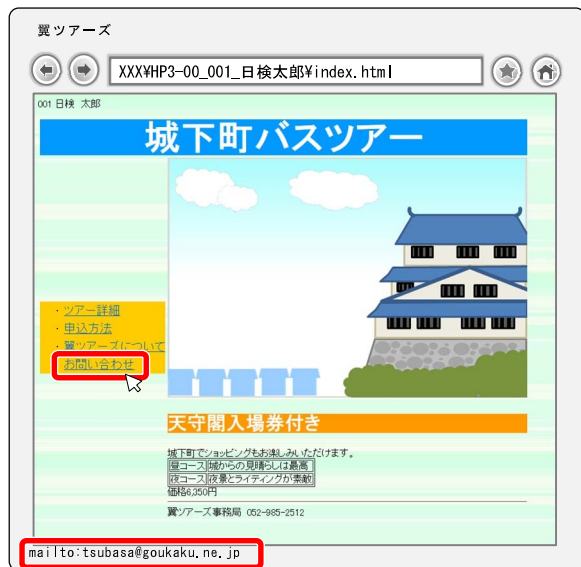 翼ツアーズ
XXX¥HP3-00_001_日検太郎¥index.html
001 日検 太郎
城下町バスツアー
・ツアー詳細
・申込方法
・翼ツアーズについて
お問い合わせ
天守閣入場券付き
城下町でショッピングもお楽しみいただけます。
昼コース 城からの見晴らしは最高
夜コース 夜景とライティングが素敵
価格6,350円
翼ツアーズ事務局 052-985-2512
mailto:tsubasa@goukaku.ne.jp